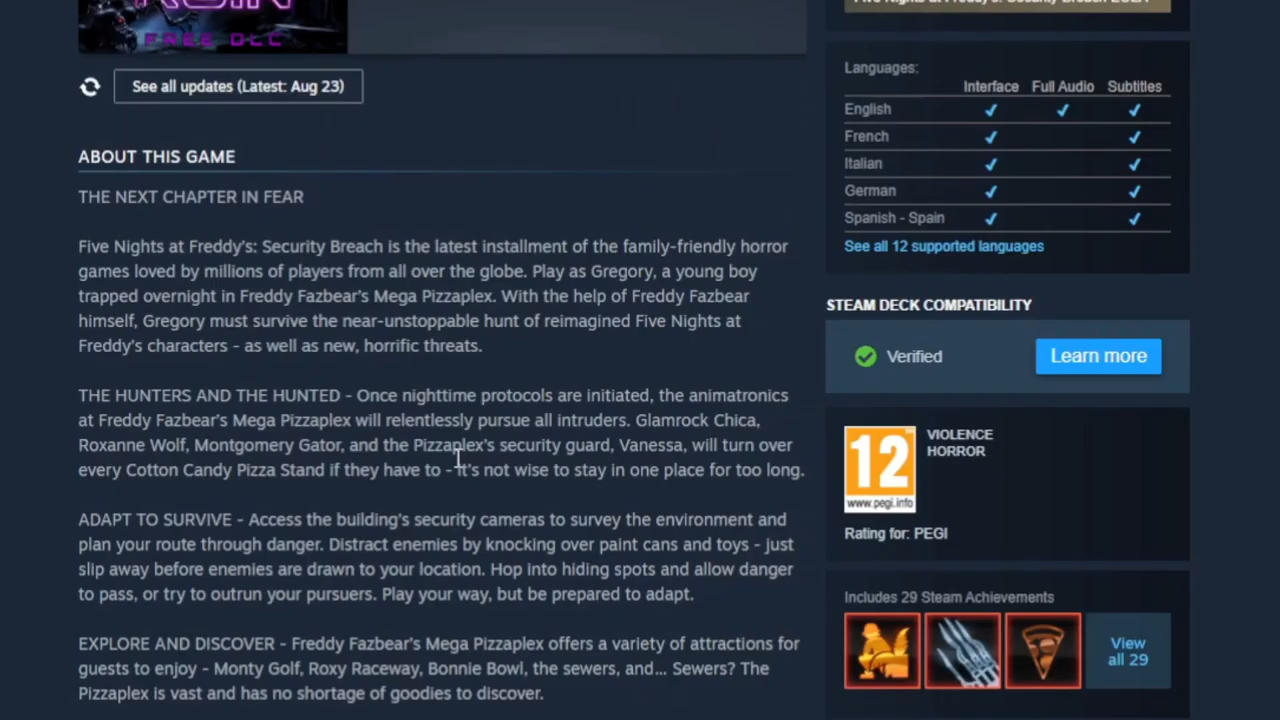 RUIN
FREE DLC
See all updates (Latest: Aug 23)
ABOUT THIS GAME
THE NEXT CHAPTER IN FEAR
Five Nights at Freddy's: Security Breach is the latest installment of the family-friendly horror
games loved by millions of players from all over the globe. Play as Gregory, a young boy
trapped overnight in Freddy Fazbear's Mega Pizzaplex. With the help of Freddy Fazbear
himself, Gregory must survive the near-unstoppable hunt of reimagined Five Nights at
Freddy's characters - as well as new, horrific threats.
THE HUNTERS AND THE HUNTED - Once nighttime protocols are initiated, the animatronics
at Freddy Fazbear's Mega Pizzaplex will relentlessly pursue all intruders. Glamrock Chica,
Roxanne Wolf, Montgomery Gator, and the Pizzaplex's security guard, Vanessa, will turn over
every Cotton Candy Pizza Stand if they have to - it's not wise to stay in one place for too long.
ADAPT TO SURVIVE - Access the building's security cameras to survey the environment and
plan your route through danger. Distract enemies by knocking over paint cans and toys - just
slip away before enemies are drawn to your location. Hop into hiding spots and allow danger
to pass, or try to outrun your pursuers. Play your way, but be prepared to adapt.
EXPLORE AND DISCOVER - Freddy Fazbear's Mega Pizzaplex offers a variety of attractions for
guests to enjoy - Monty Golf, Roxy Raceway, Bonnie Bowl, the sewers, and... Sewers? The
Pizzaplex is vast and has no shortage of goodies to discover.
Five Nights at Freddy's: Security Breach EULA
Languages:
Interface Full Audio Subtitles
English ✔ ✔ ✔
French ✔ ✔
Italian ✔ ✔
German ✔ ✔
Spanish - Spain ✔ ✔
See all 12 supported languages
STEAM DECK COMPATIBILITY
Verified
Learn more
12
www.pegi.info
VIOLENCE
HORROR
Rating for: PEGI
Includes 29 Steam Achievements
View
all 29